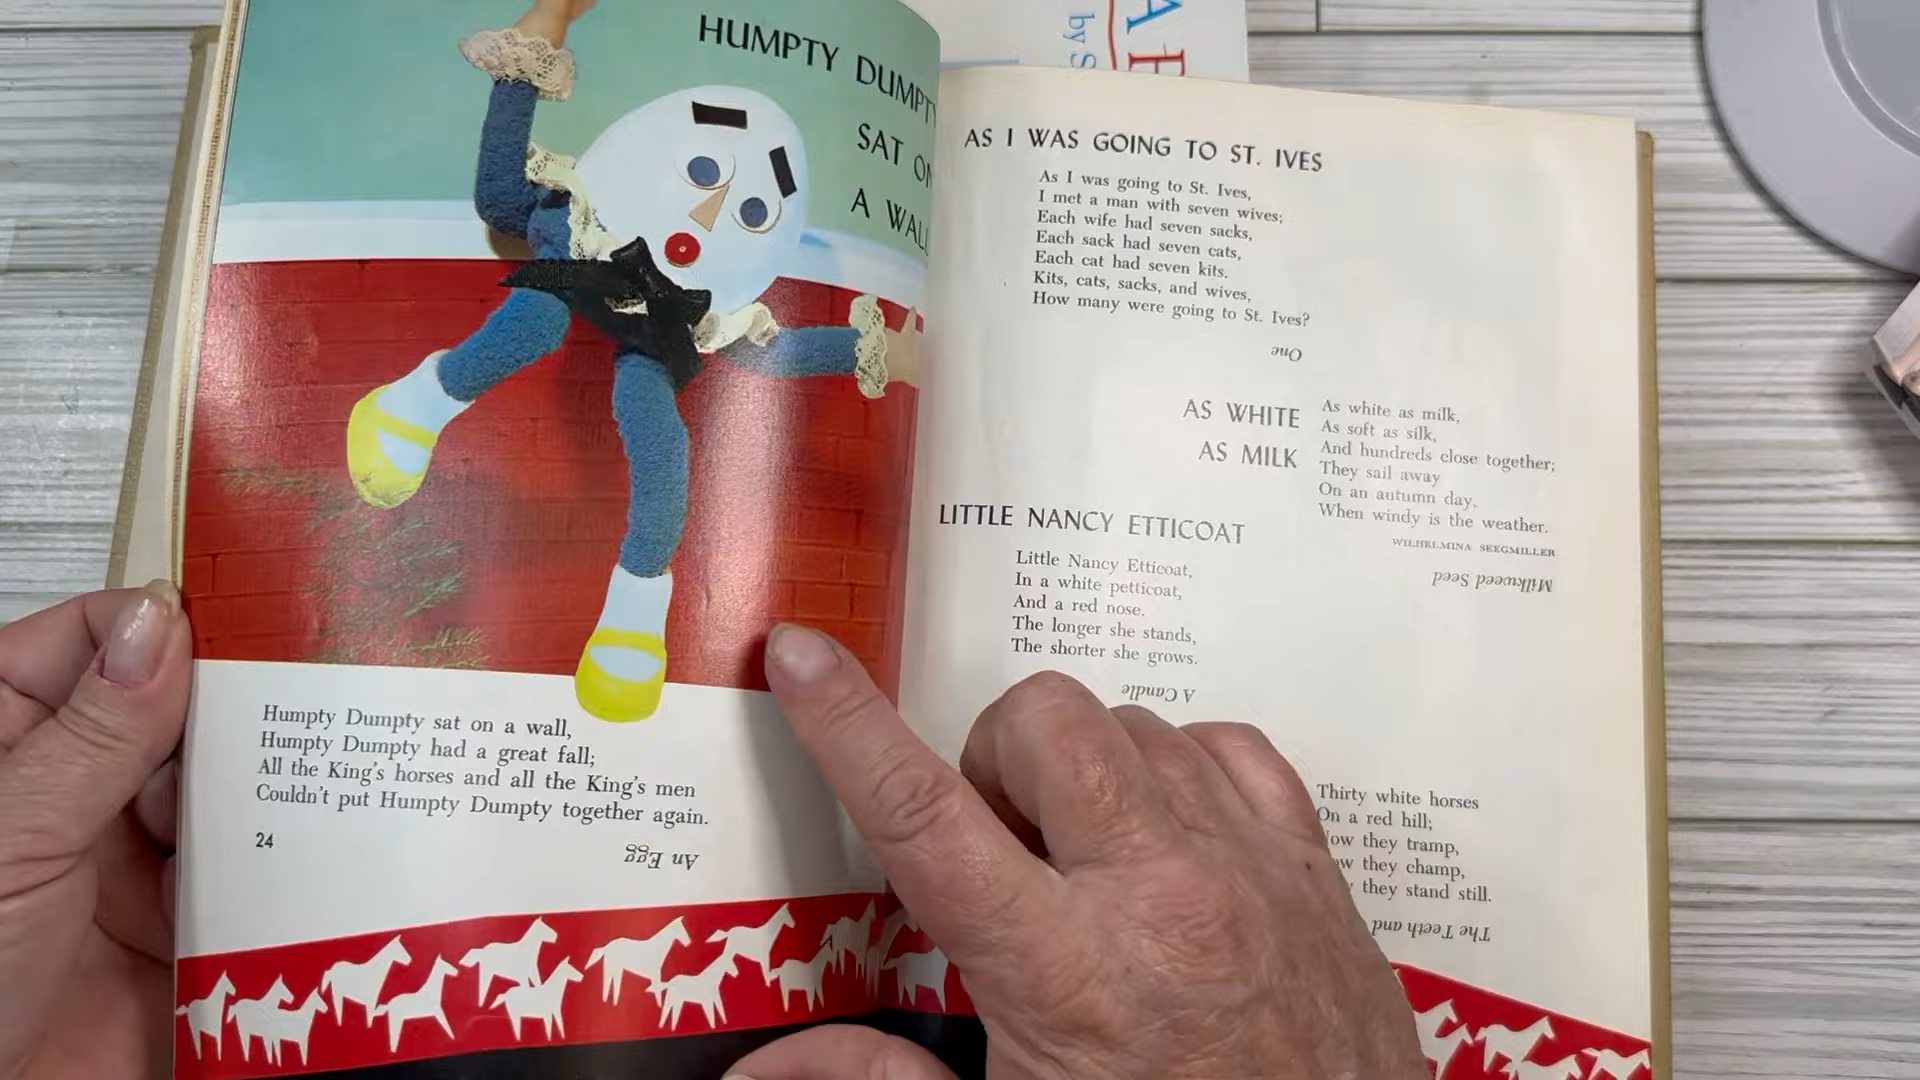 HUMPTY DUMPTY
SAT ON
A WALL
Humpty Dumpty sat on a wall,
Humpty Dumpty had a great fall;
All the King's horses and all the King's men
Couldn't put Humpty Dumpty together again.
An Egg
24
A
by S
AS I WAS GOING TO ST. IVES
As I was going to St. Ives,
I met a man with seven wives;
Each wife had seven sacks,
Each sack had seven cats,
Each cat had seven kits.
Kits, cats, sacks, and wives,
How many were going to St. Ives?
One
AS WHITE
AS MILK
As white as milk,
As soft as silk,
And hundreds close together;
They sail away
On an autumn day,
When windy is the weather.
WILHELMINA SEEGMILLER
Milkweed Seed
LITTLE NANCY ETTICOAT
Little Nancy Etticoat,
In a white petticoat,
And a red nose.
The longer she stands,
The shorter she grows.
A Candle
Thirty white horses
On a red hill;
they tramp,
they champ,
they stand still.
The Teeth and